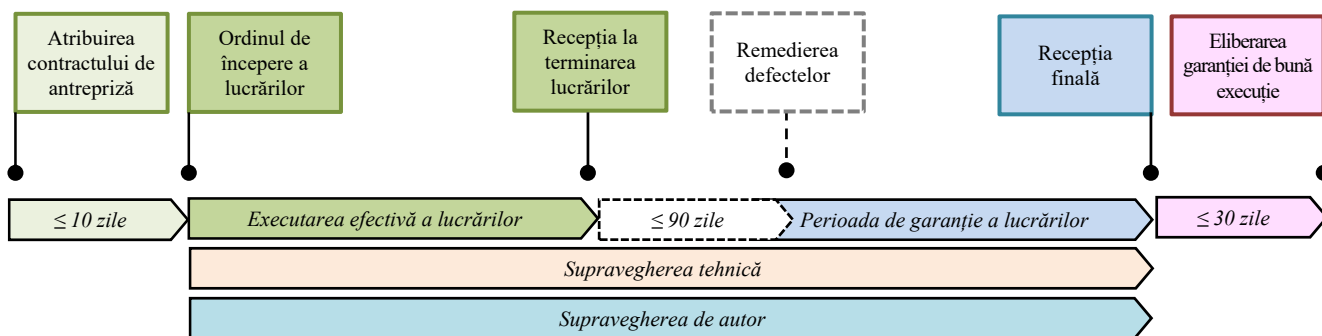 Atribuirea
contractului de
antrepriză
Ordinul de
începere a
lucrărilor
Recepția la
terminarea
lucrărilor
Remedierea
defectelor
Recepția
finală
Eliberarea
garanției de bună
execuție
≤ 10 zile
Executarea efectivă a lucrărilor
≤ 90 zile
Perioada de garanție a lucrărilor
≤ 30 zile
Supravegherea tehnică
Supravegherea de autor